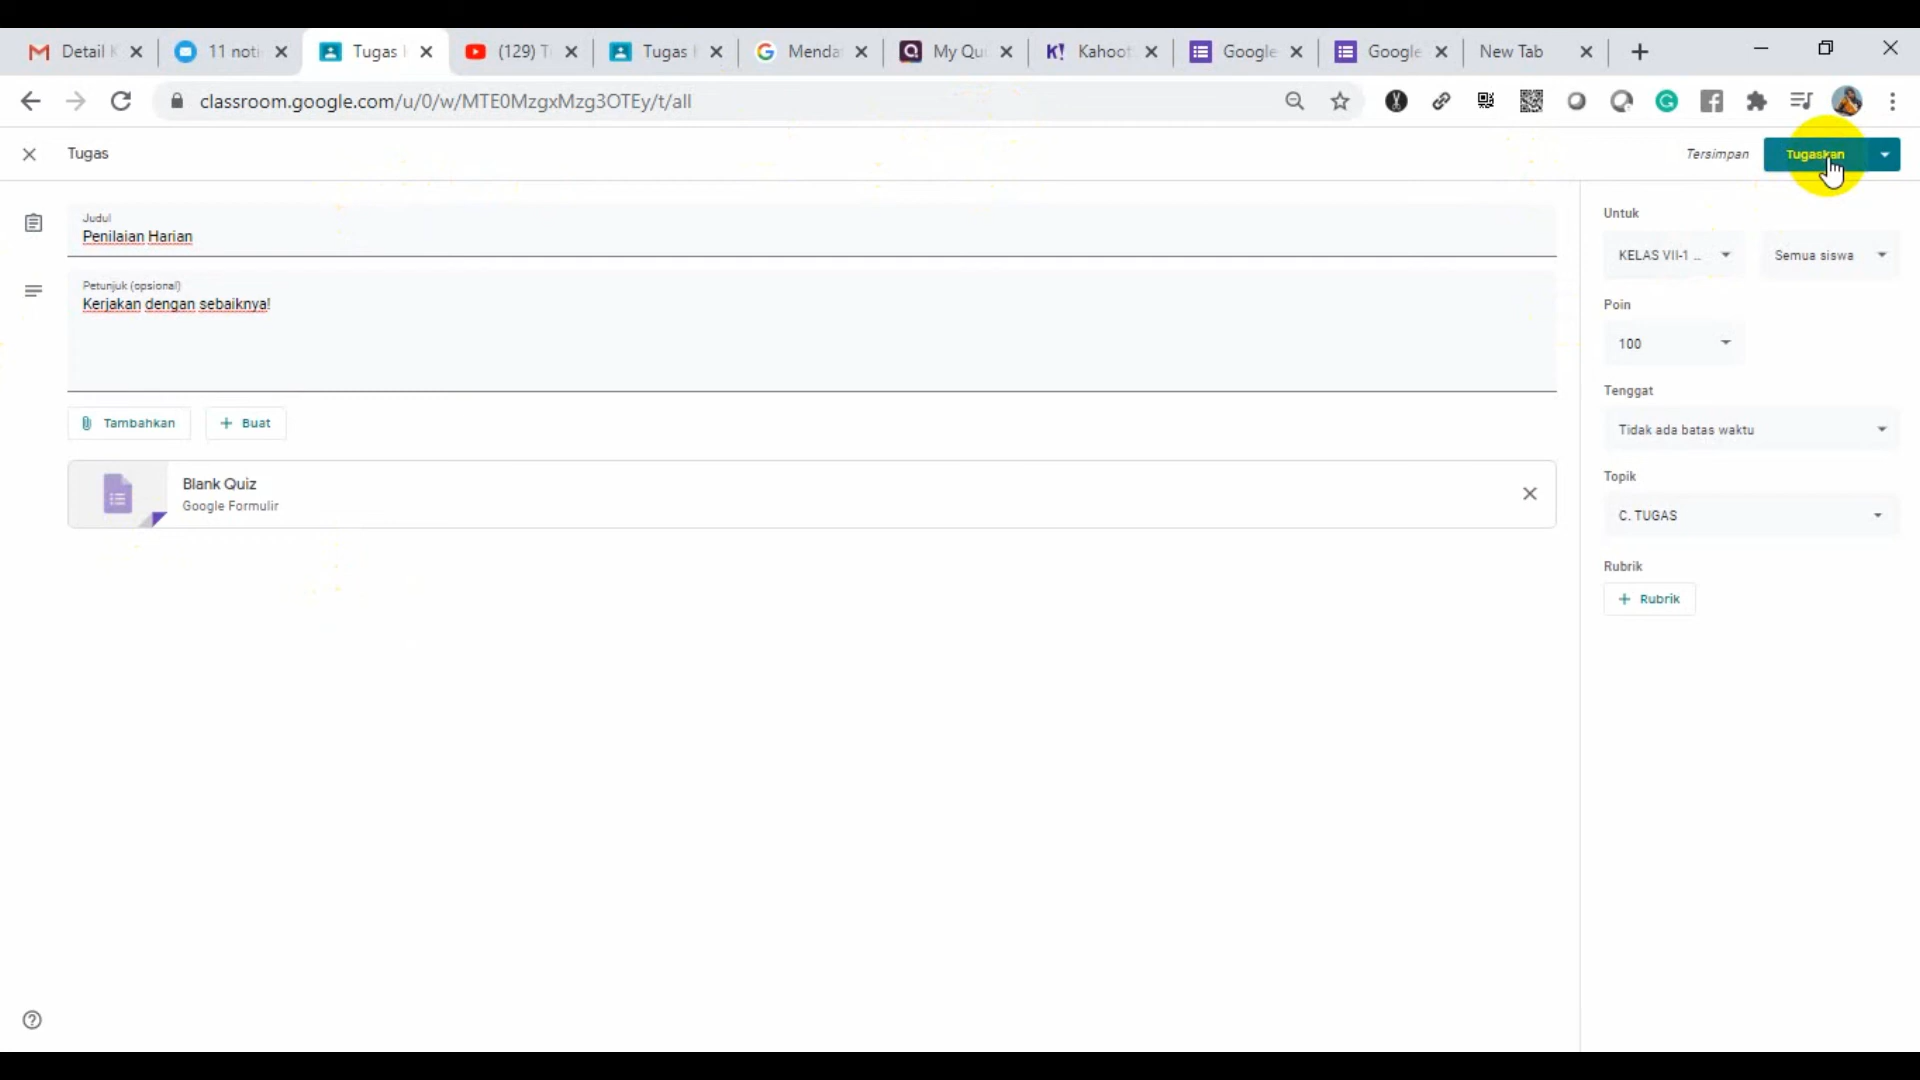 Detail K
11 noti
Tugas
(129) T
Tugas
Menda
My Qui
K! Kahoot
Google
Google
New Tab
classroom.google.com/u/0/w/MTE0MzgxMzg3OTEy/t/all
Tugas
Tersimpan
Tugaskan
Judul
Penilaian Harian
Petunjuk (opsional)
Kerjakan dengan sebaiknya!
Tambahkan
Buat
Blank Quiz
Google Formulir
Untuk
KELAS VII-1 ...
Semua siswa
Poin
100
Tenggat
Tidak ada batas waktu
Topik
C. TUGAS
Rubrik
Rubrik